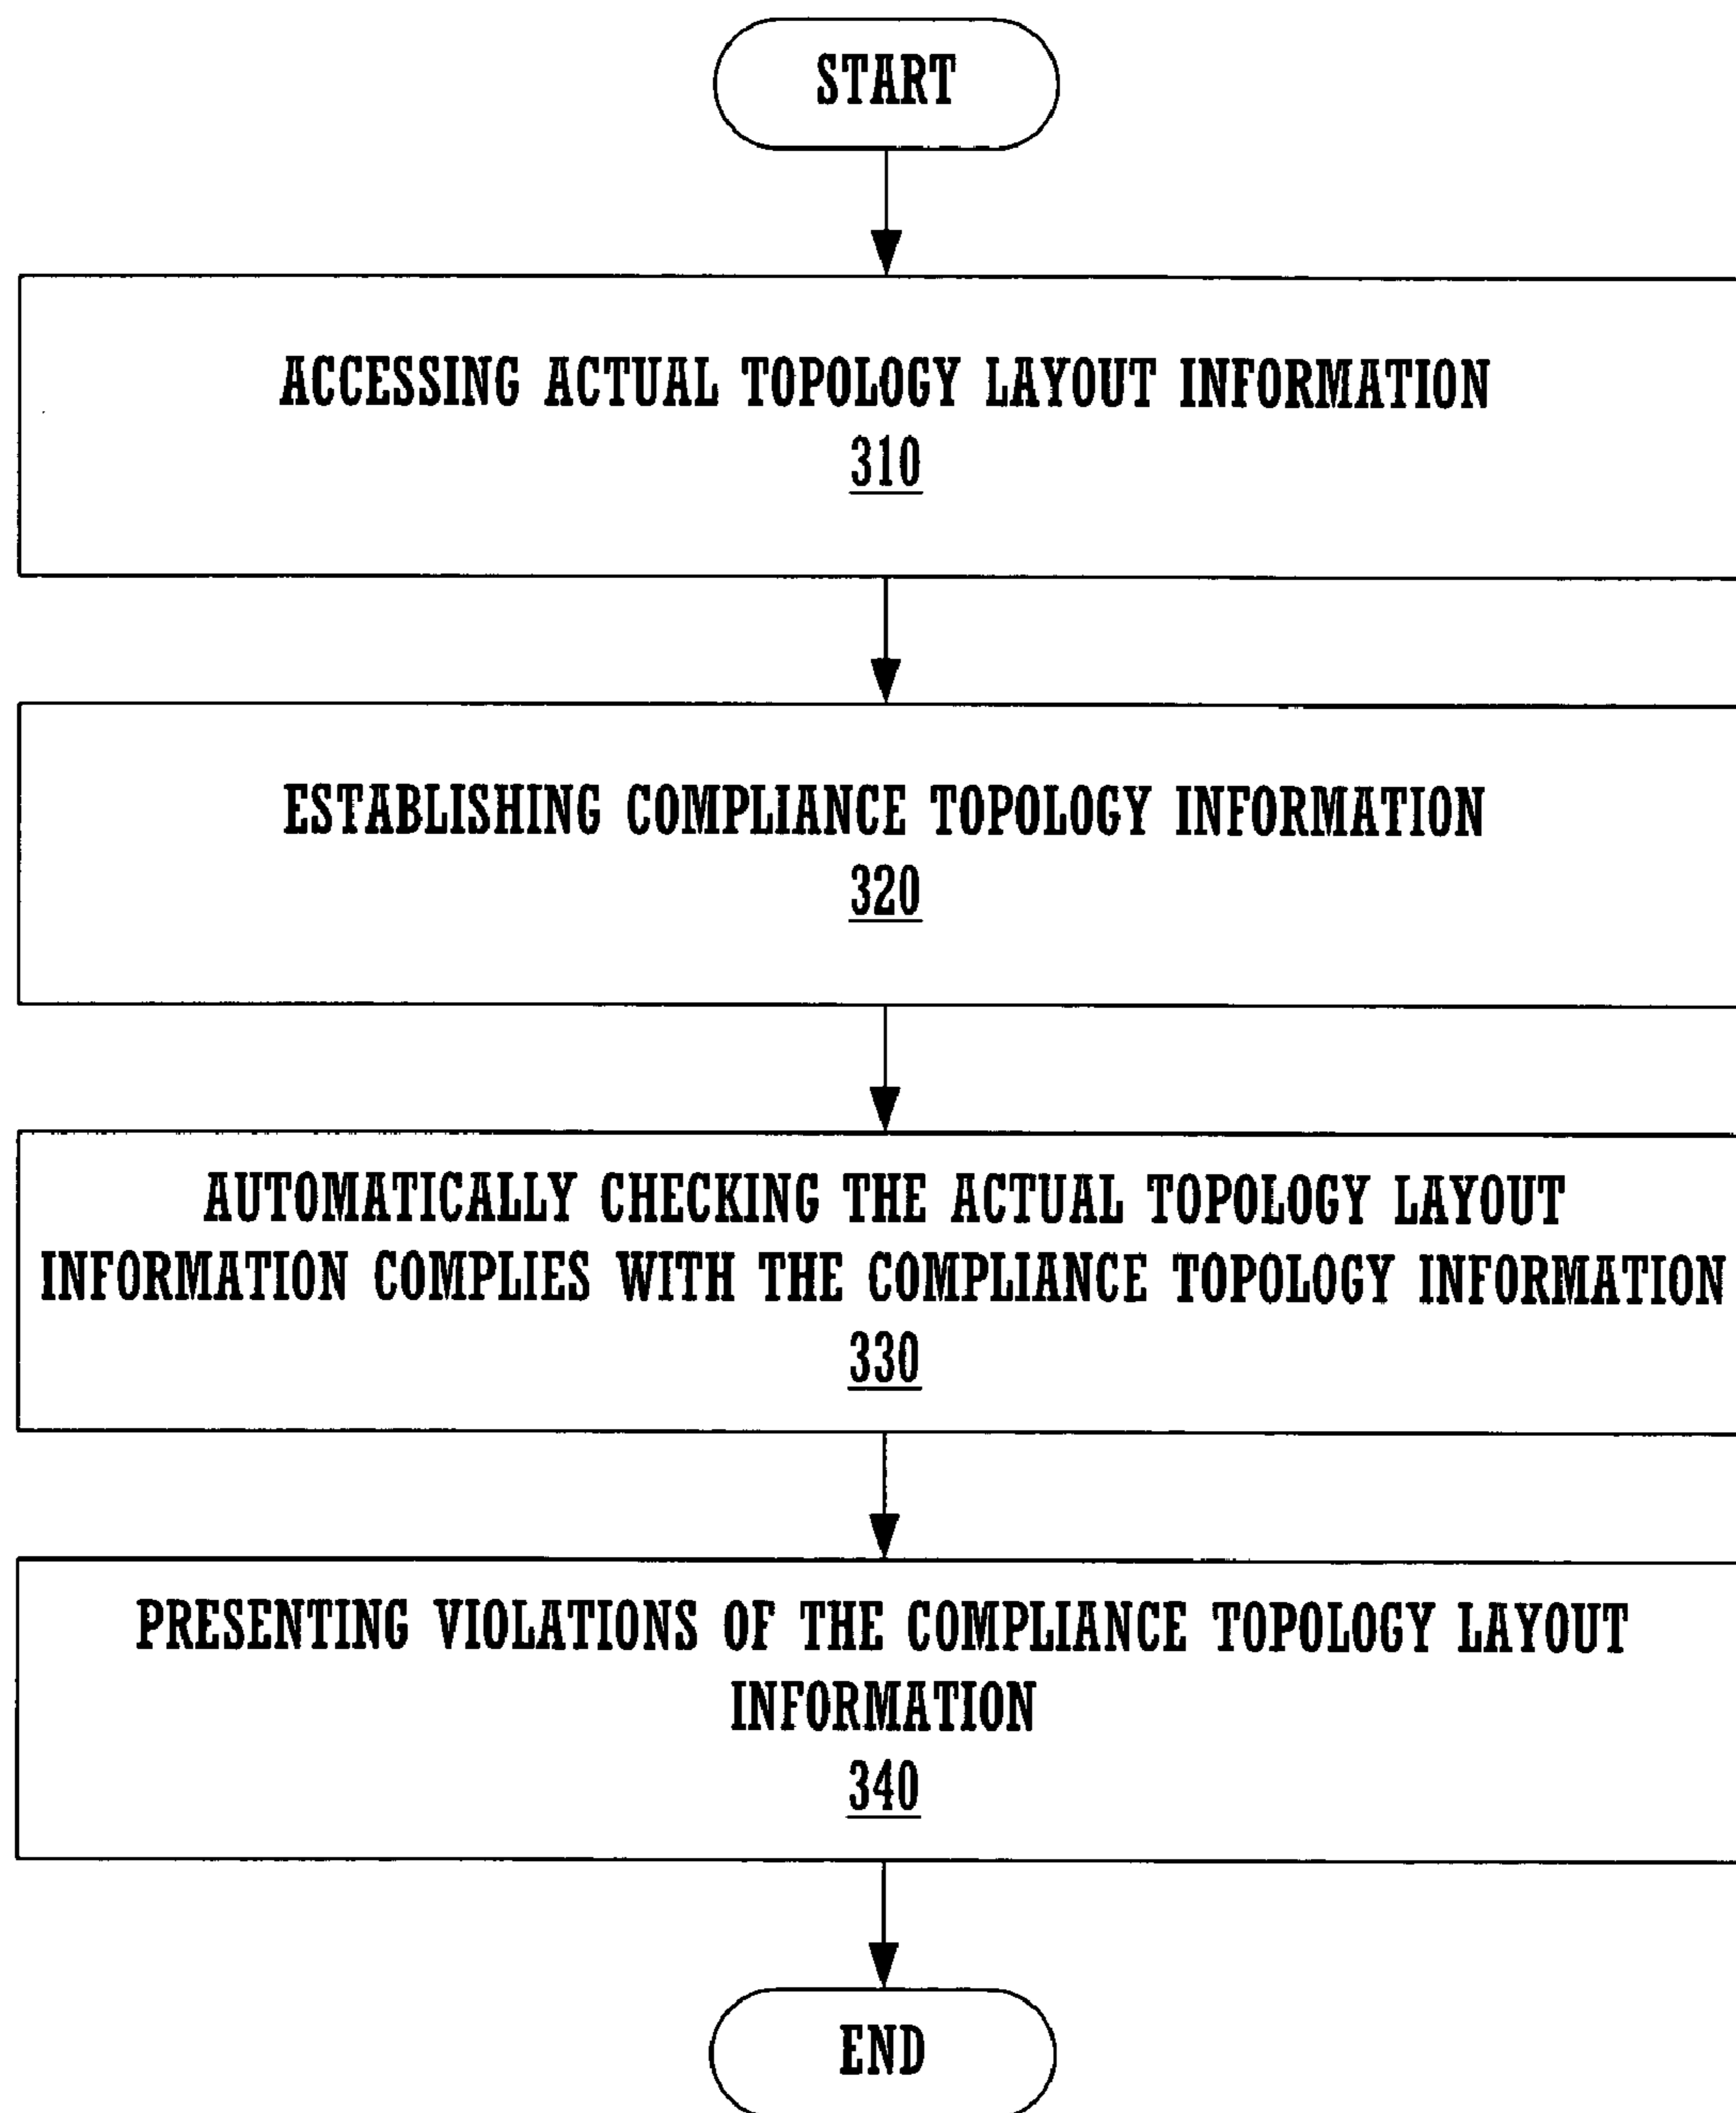 START
ACCESSING ACTUAL TOPOLOGY LAYOUT INFORMATION
310
ESTABLISHING COMPLIANCE TOPOLOGY INFORMATION
320
AUTOMATICALLY CHECKING THE ACTUAL TOPOLOGY LAYOUT
INFORMATION COMPLIES WITH THE COMPLIANCE TOPOLOGY INFORMATION
330
PRESENTING VIOLATIONS OF THE COMPLIANCE TOPOLOGY LAYOUT
INFORMATION
340
END